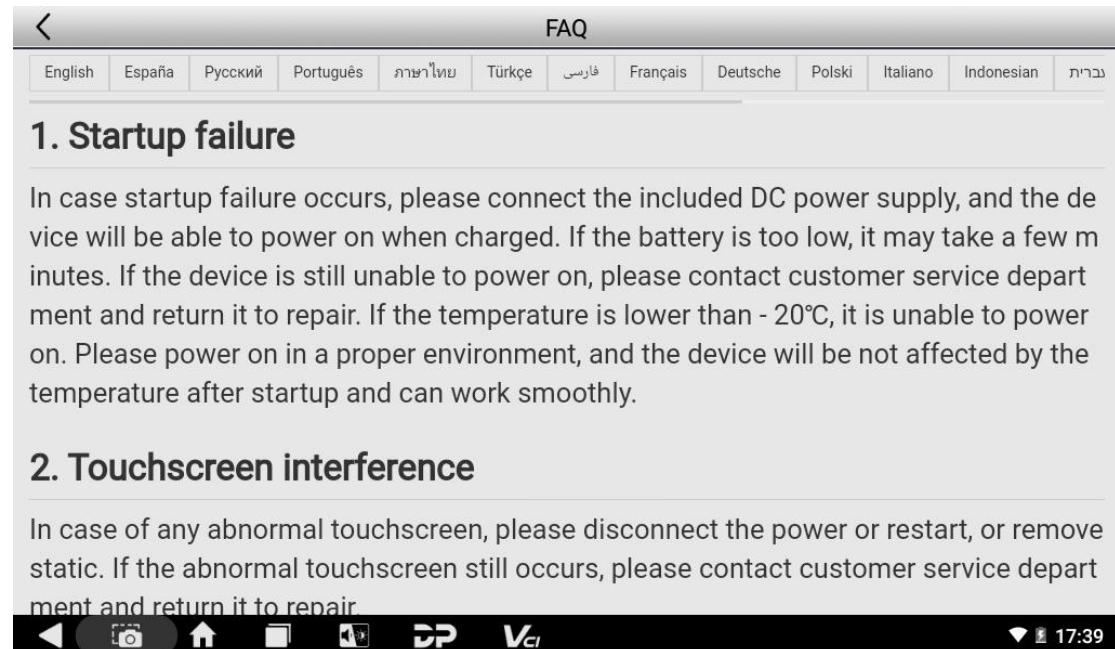 FAQ
English España Русский Português ภาษาไทย Türkçe فارسی Français Deutsche Polski Italiano Indonesian עברית
1. Startup failure
In case startup failure occurs, please connect the included DC power supply, and the de
vice will be able to power on when charged. If the battery is too low, it may take a few m
inutes. If the device is still unable to power on, please contact customer service depart
ment and return it to repair. If the temperature is lower than - 20℃, it is unable to power
on. Please power on in a proper environment, and the device will be not affected by the
temperature after startup and can work smoothly.
2. Touchscreen interference
In case of any abnormal touchscreen, please disconnect the power or restart, or remove
static. If the abnormal touchscreen still occurs, please contact customer service depart
ment and return it to repair.
DP VCI 17:39